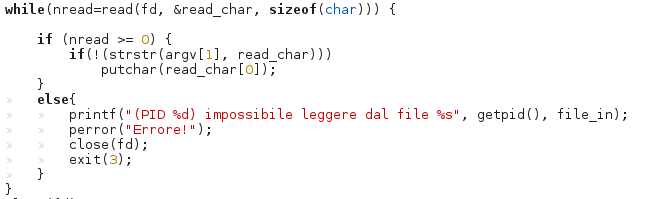 while(nread=read(fd, &read_char, sizeof(char))) {
if (nread >= 0) {
if(!(strstr(argv[1], read_char)))
putchar(read_char[0]);
}
else{
printf("(PID %d) impossibile leggere dal file %s", getpid(), file_in);
perror("Errore!");
close(fd);
exit(3);
}
}